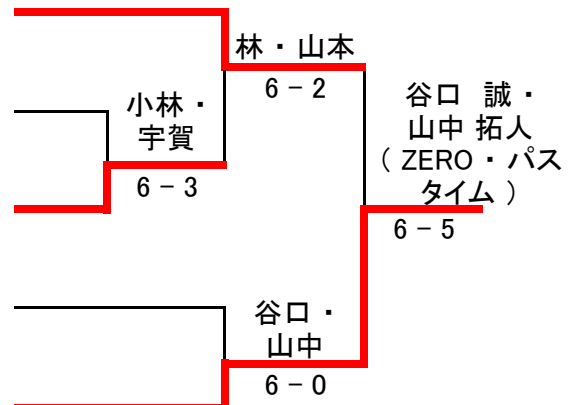 林・山本
6 − 2
小林・
宇賀
6 − 3
谷口　誠・
山中 拓人
（ ZERO ・ パス
タイム ）
6 − 5
谷口・
山中
6 − 0